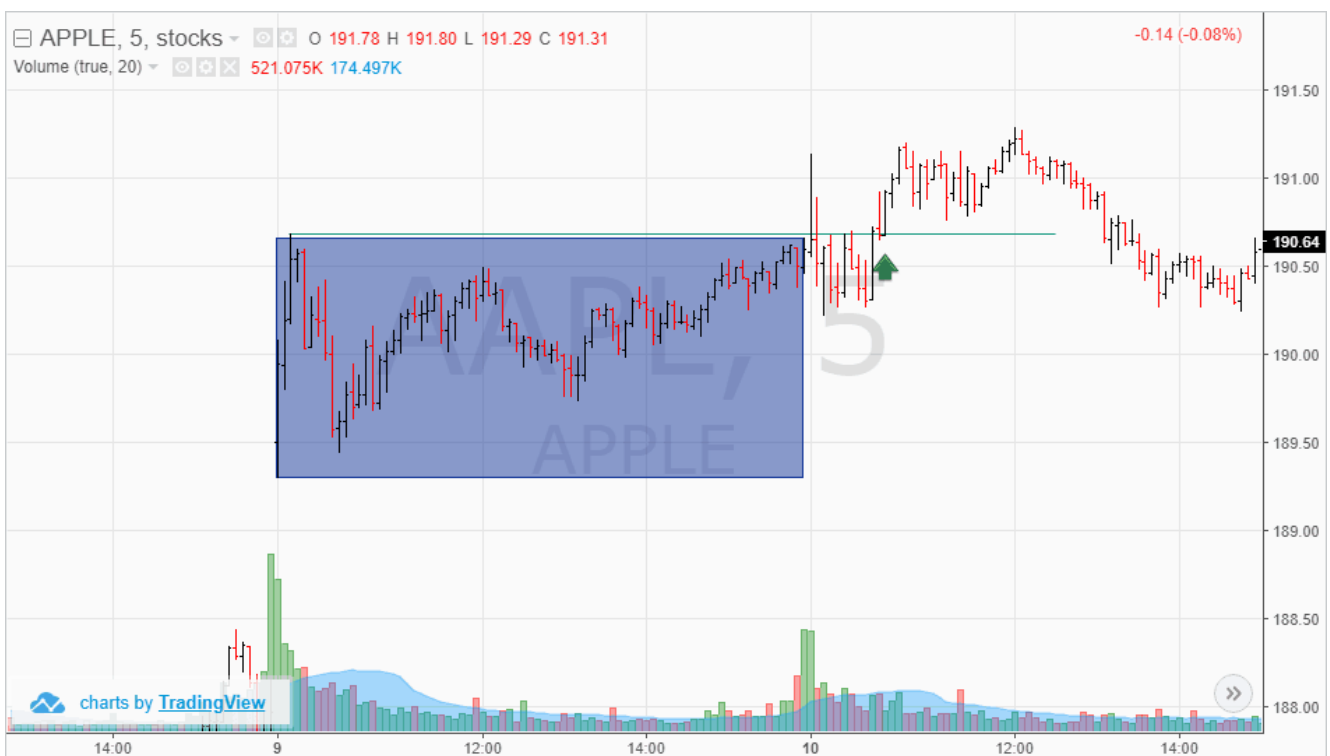 APPLE, 5, stocks O 191.78 H 191.80 L 191.29 C 191.31 -0.14 (-0.08%)
Volume (true, 20) 521.075K 174.497K
191.50
191.00
190.64
190.50
AAPL, 5
190.00
189.50
APPLE
189.00
188.50
188.00
charts by TradingView
14:00 9 12:00 14:00 10 12:00 14:00